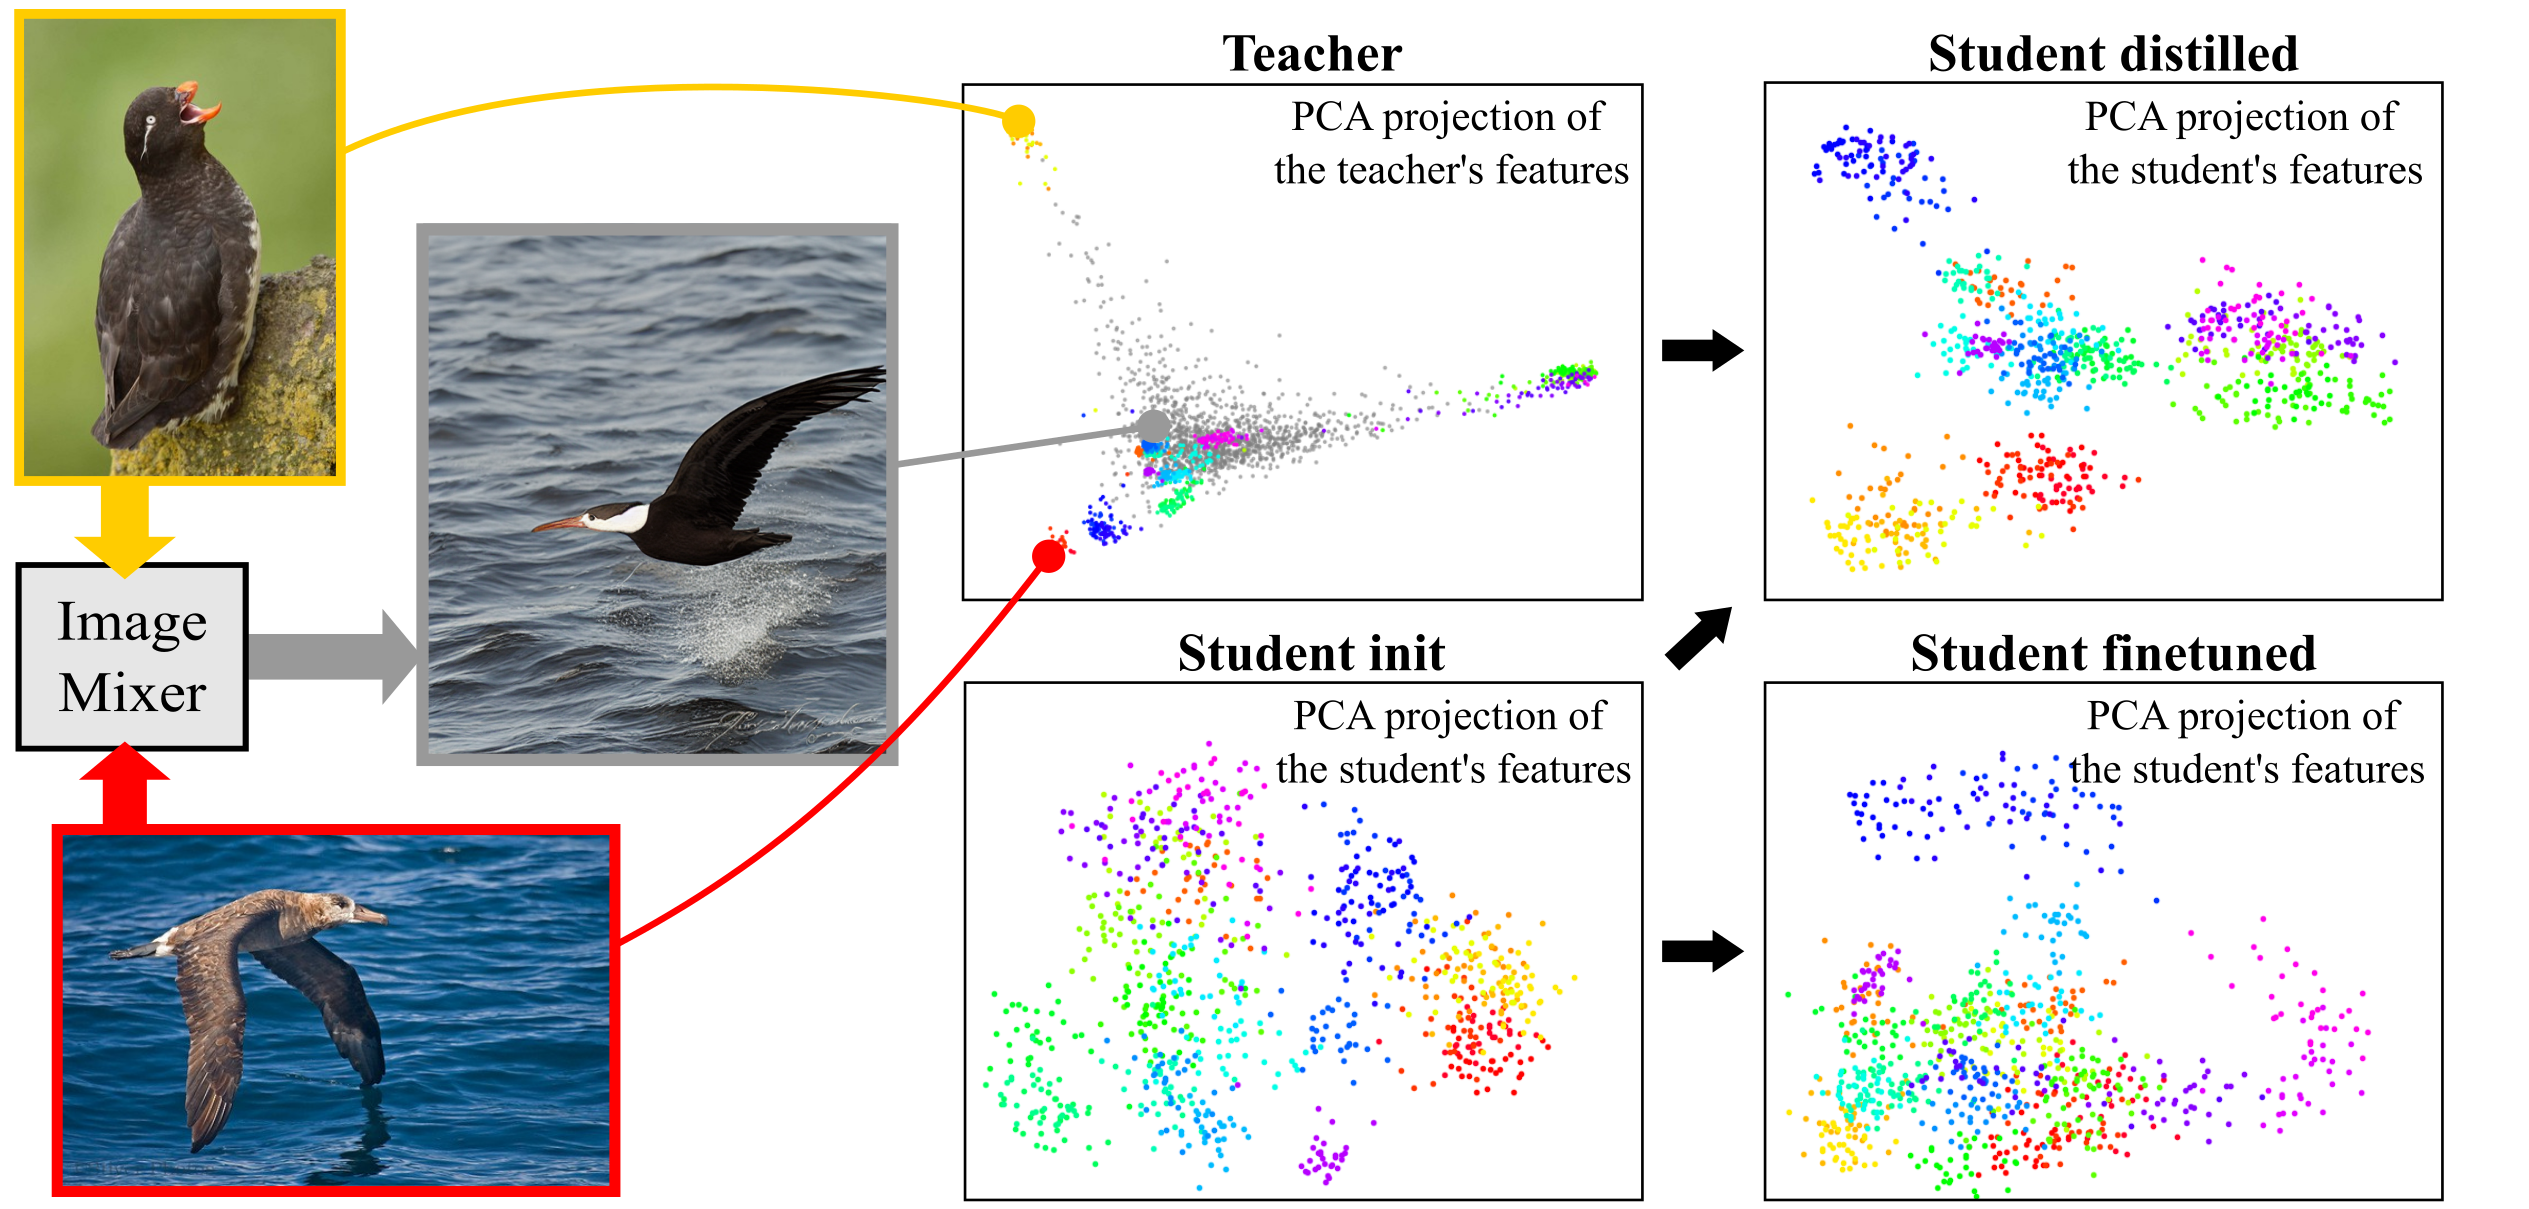 Teacher
PCA projection of
the teacher's features
Student distilled
PCA projection of
the student's features
Image
Mixer
Student init
PCA projection of
the student's features
Student finetuned
PCA projection of
the student's features